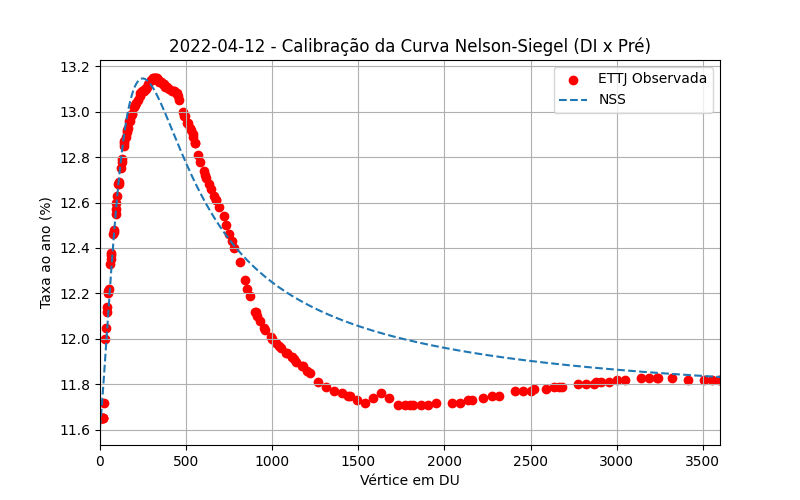 2022-04-12 - Calibração da Curva Nelson-Siegel (DI x Pré)
ETTJ Observada
NSS
Taxa ao ano (%)
13.2
13.0
12.8
12.6
12.4
12.2
12.0
11.8
11.6
0 500 1000 1500 2000 2500 3000 3500
Vértice em DU